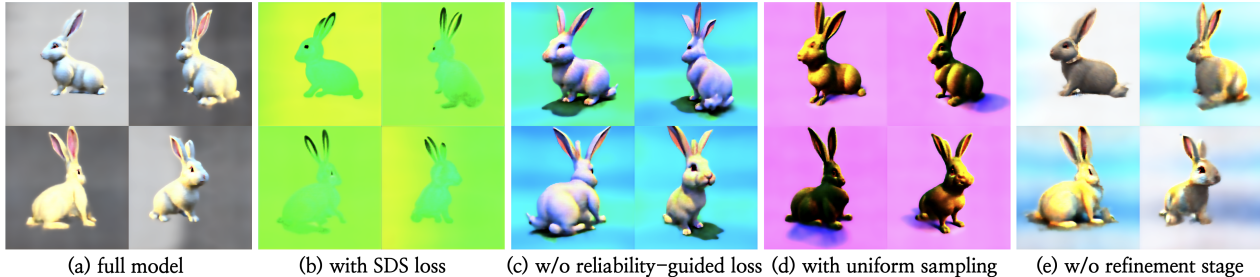 (a) full model
(b) with SDS loss
(c) w/o reliability-guided loss
(d) with uniform sampling
(e) w/o refinement stage